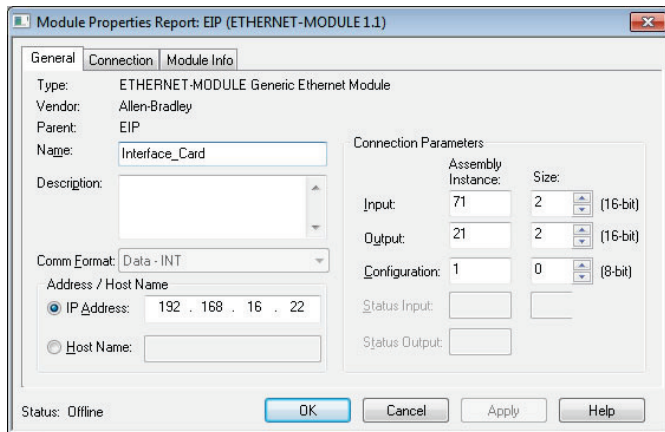 Module Properties Report: EIP (ETHERNET-MODULE 1.1)
General Connection Module Info
Type: ETHERNET-MODULE Generic Ethernet Module
Vendor: Allen-Bradley
Parent: EIP
Name: Interface_Card
Description:
Comm Format: Data - INT
Address / Host Name
IP Address: 192 . 168 . 16 . 22
Host Name:
Connection Parameters
Assembly Instance: Size:
Input: 71 2 (16-bit)
Output: 21 2 (16-bit)
Configuration: 1 0 (8-bit)
Status Input:
Status Output:
Status: Offline
OK Cancel Apply Help